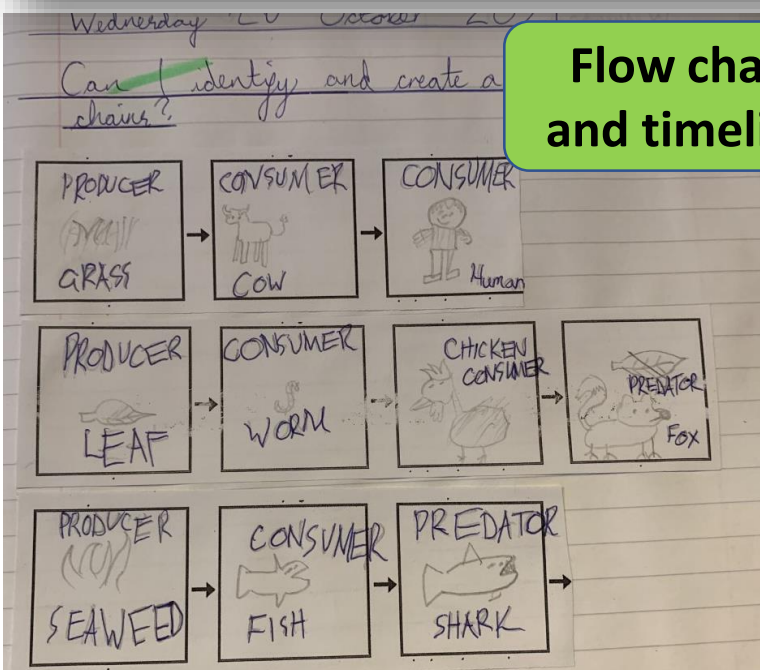 Wednesday 20 October 202
Can I identify and create a
chains?
Flow cha
and timeli
PRODUCER
GRASS
CONSUMER
COW
CONSUMER
Human
PRODUCER
LEAF
CONSUMER
WORM
CHICKEN
CONSUMER
PREDATOR
FOX
PRODUCER
SEAWEED
CONSUMER
FISH
PREDATOR
SHARK